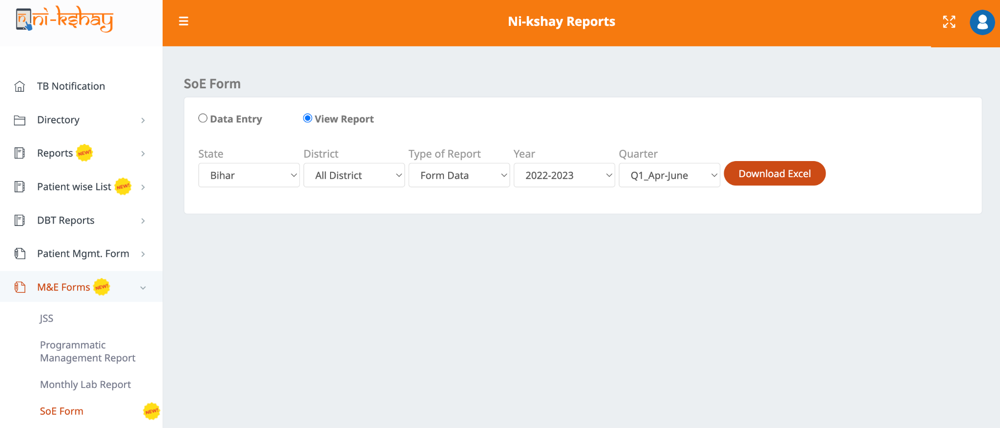 न ni-kshay
Ni-kshay Reports
TB Notification
Directory
Reports NEW!
Patient wise List NEW!
DBT Reports
Patient Mgmt. Form
M&E Forms NEW!
JSS
Programmatic
Management Report
Monthly Lab Report
SoE Form NEW!
SoE Form
Data Entry View Report
State District Type of Report Year Quarter
Bihar All District Form Data 2022-2023 Q1_Apr-June Download Excel